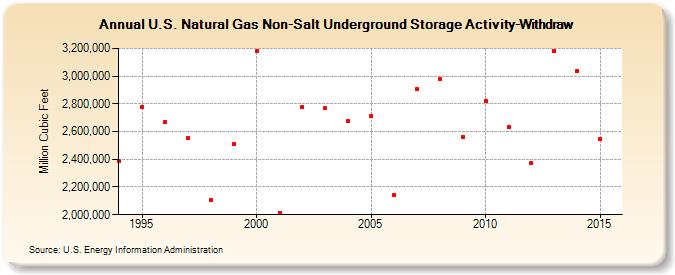 Annual U.S. Natural Gas Non-Salt Underground Storage Activity-Withdraw
Million Cubic Feet
3,200,000
3,000,000
2,800,000
2,600,000
2,400,000
2,200,000
2,000,000
1995 2000 2005 2010 2015
Source: U.S. Energy Information Administration